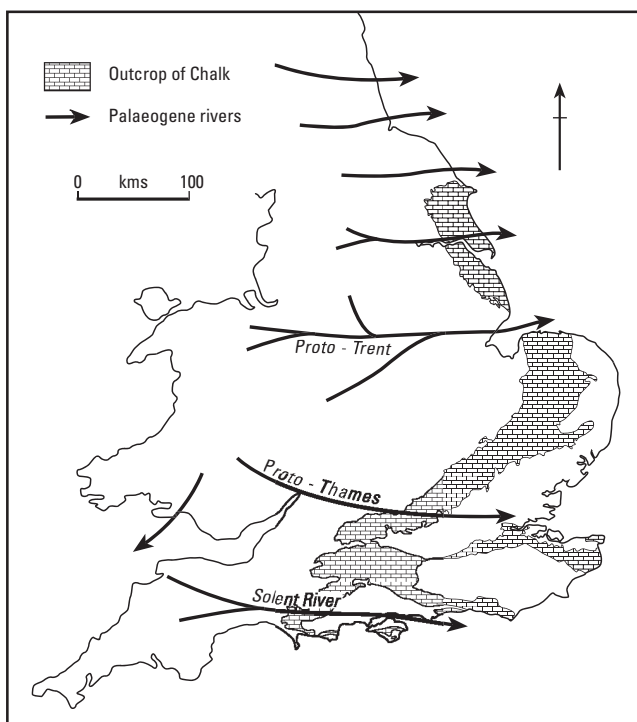 Outcrop of Chalk
Palaeogene rivers
0 kms 100
Proto - Trent
Proto - Thames
Solent River